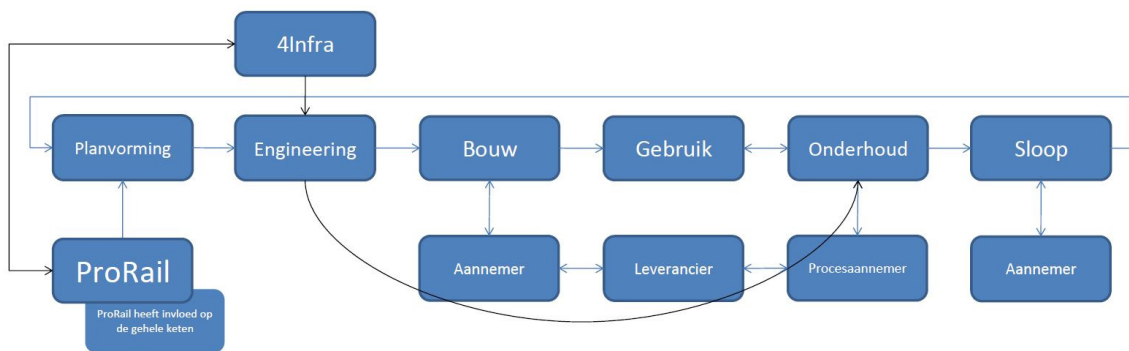 4Infra
Planvorming
Engineering
Bouw
Gebruik
Onderhoud
Sloop
ProRail
Aannemer
Leverancier
Procesaannemer
Aannemer
ProRail heeft invloed op
de gehele keten